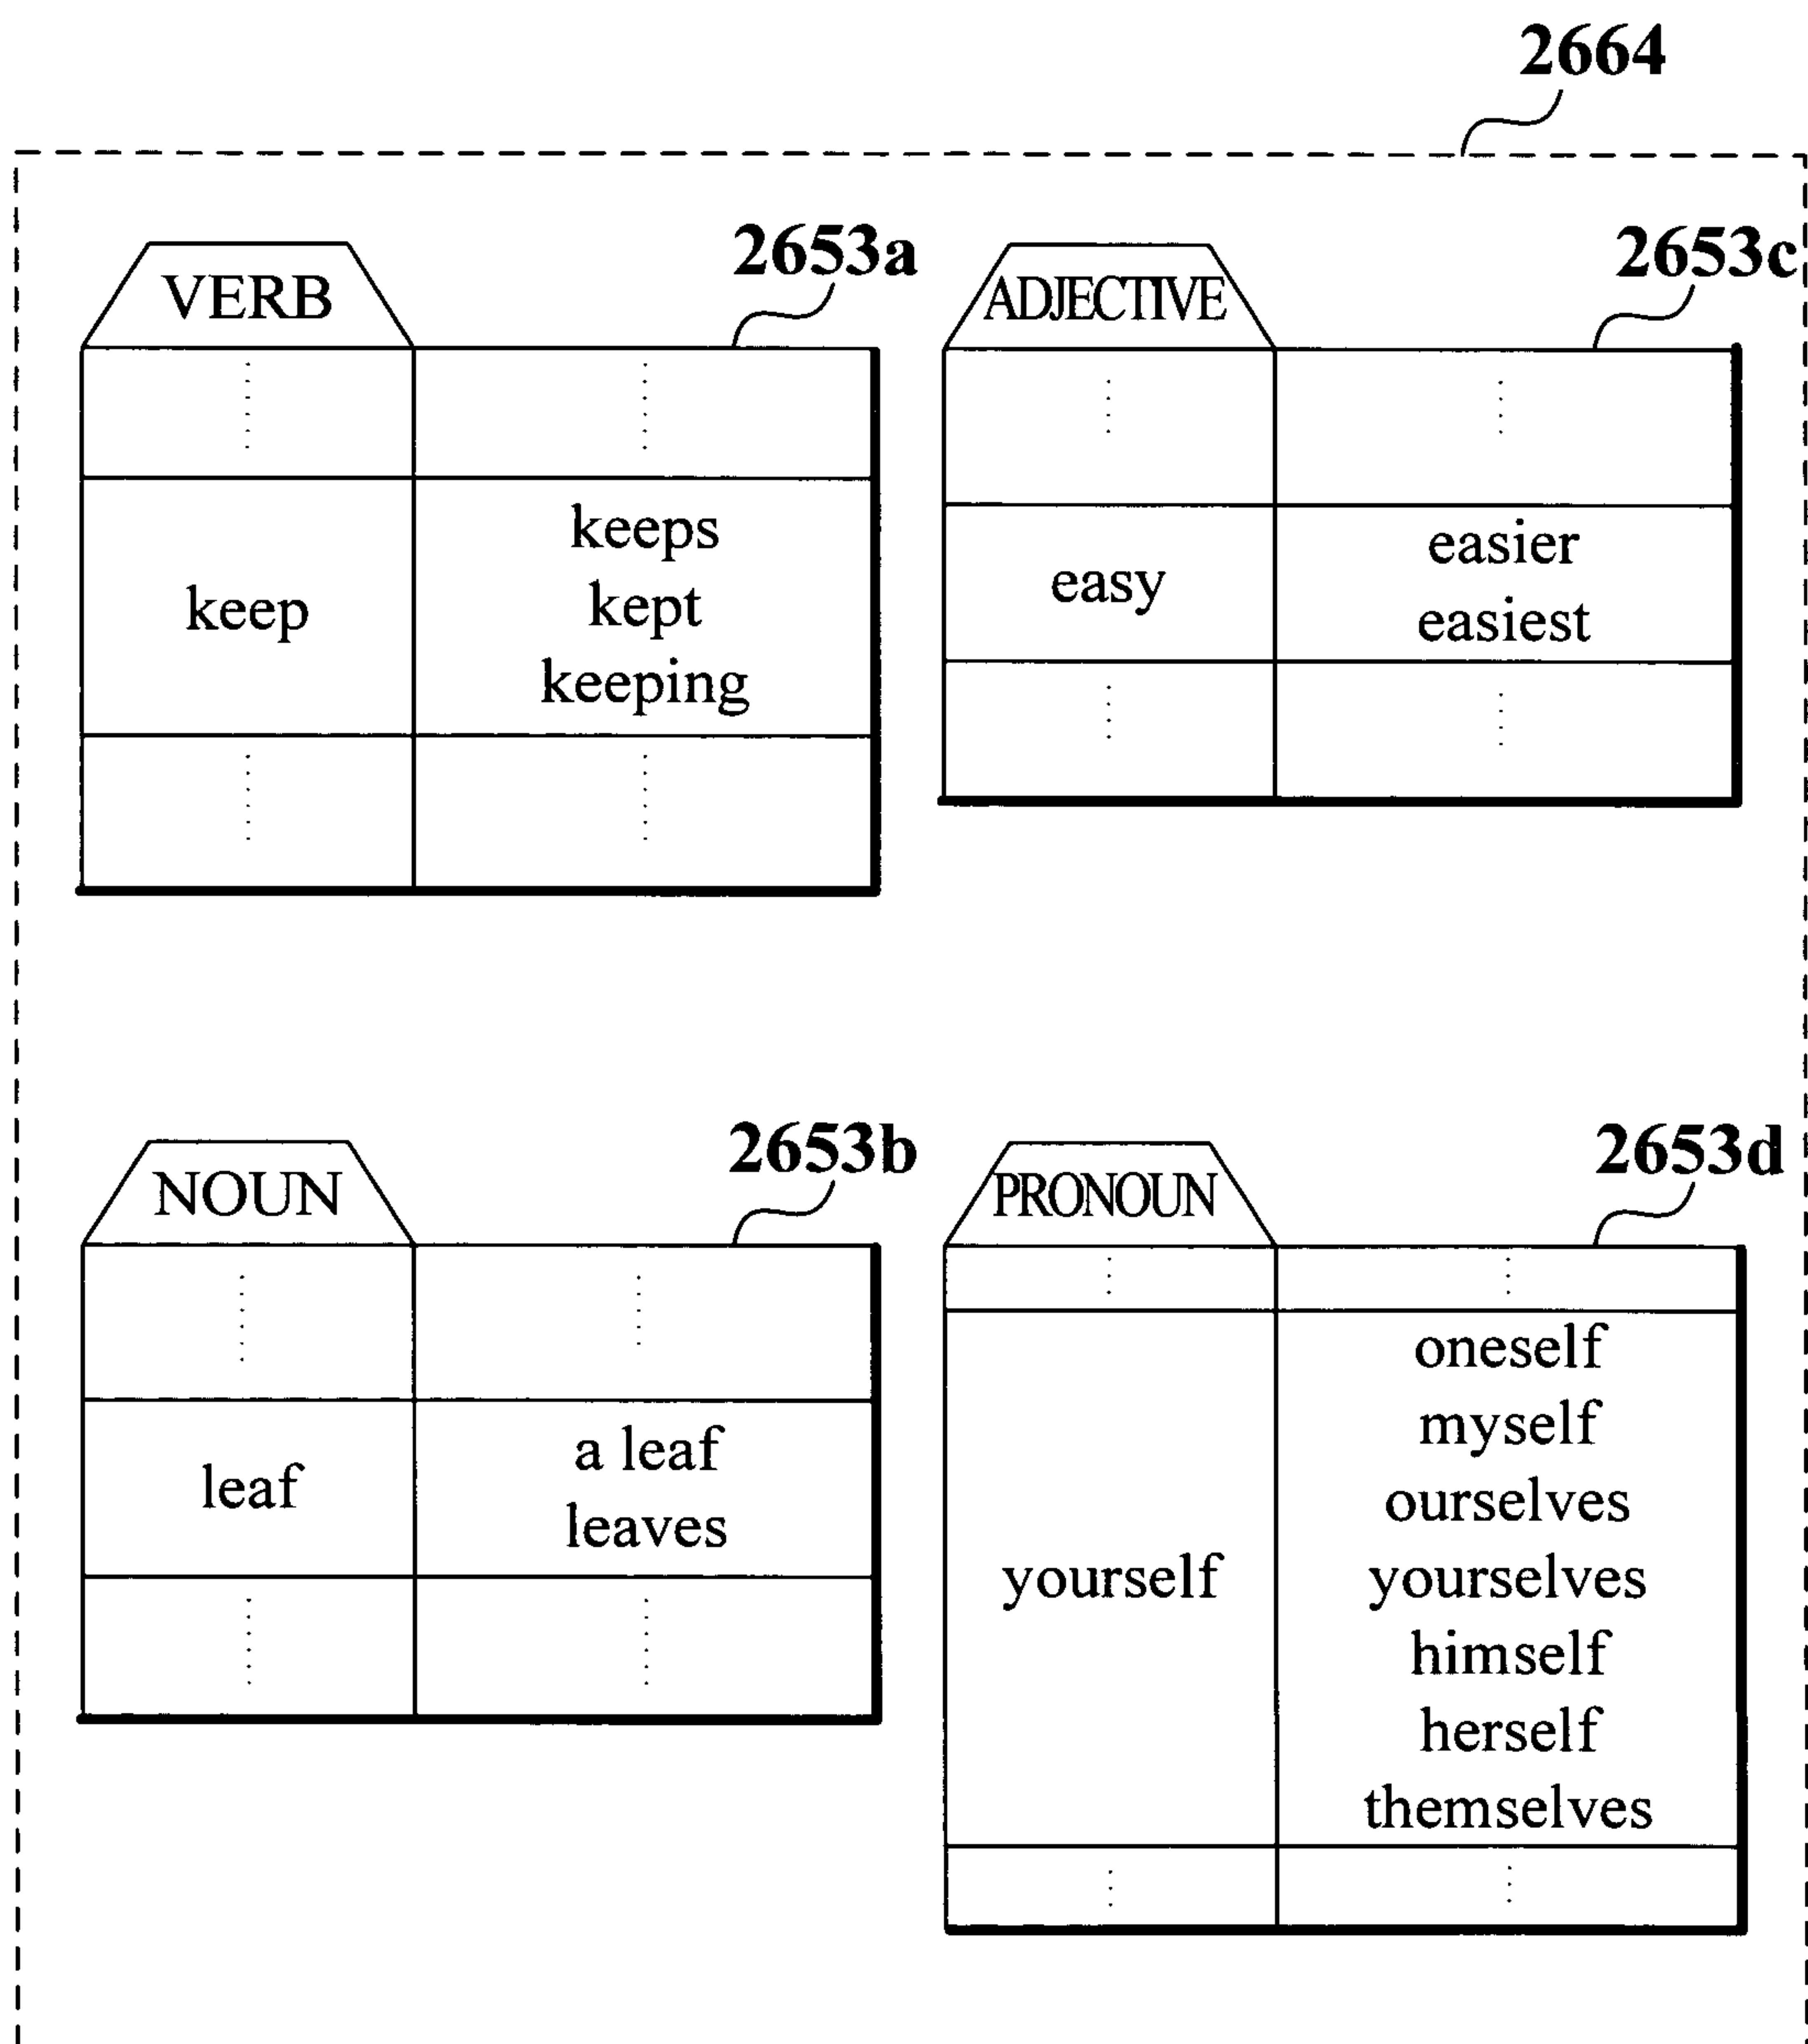 2664
VERB
2653a
keep
keeps
kept
keeping
ADJECTIVE
2653c
easy
easier
easiest
NOUN
2653b
leaf
a leaf
leaves
PRONOUN
2653d
yourself
oneself
myself
ourselves
yourselves
himself
herself
themselves